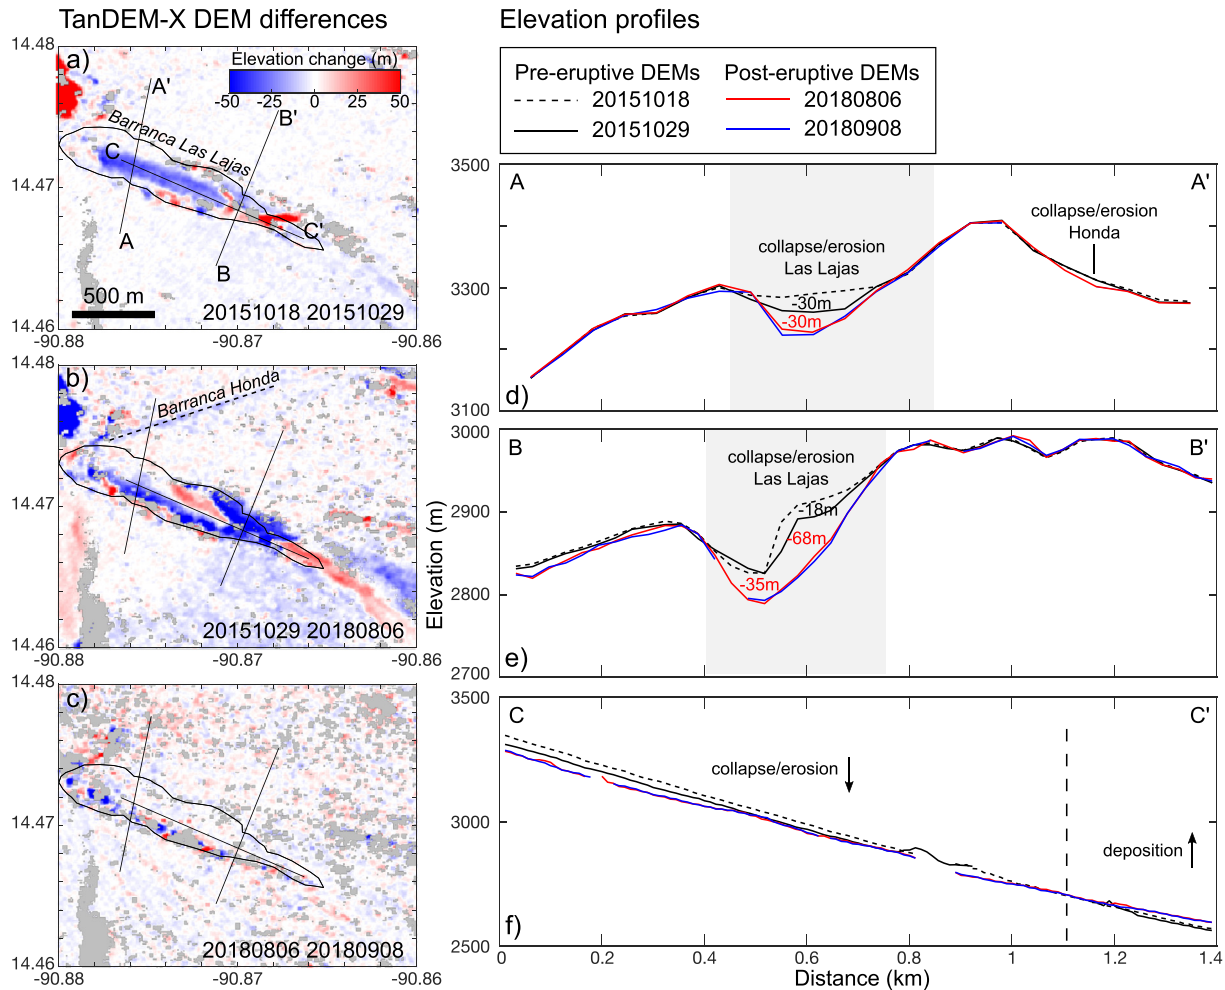 TanDEM-X DEM differences
14.48
a)
Elevation change (m)
-50 -25 0 25 50
A'
B'
Barranca Las Lajas
C
14.47
C'
A
B
500 m
20151018 20151029
14.46
-90.88 -90.87 -90.86
b)
Barranca Honda
14.47
20151029 20180806
14.46
-90.88 -90.87 -90.86
14.48
c)
14.47
20180806 20180908
14.46
-90.88 -90.87 -90.86
Elevation profiles
Pre-eruptive DEMs Post-eruptive DEMs
20151018 20180806
20151029 20180908
3500
A A'
collapse/erosion
Honda
collapse/erosion
Las Lajas
3300
-30m
-30m
3100
d)
3000
B B'
collapse/erosion
Las Lajas
2900
-18m
-68m
-35m
2800
2700
e)
Elevation (m)
3500
C C'
collapse/erosion
3000
deposition
2500
f)
0 0.2 0.4 0.6 0.8 1 1.2 1.4
Distance (km)